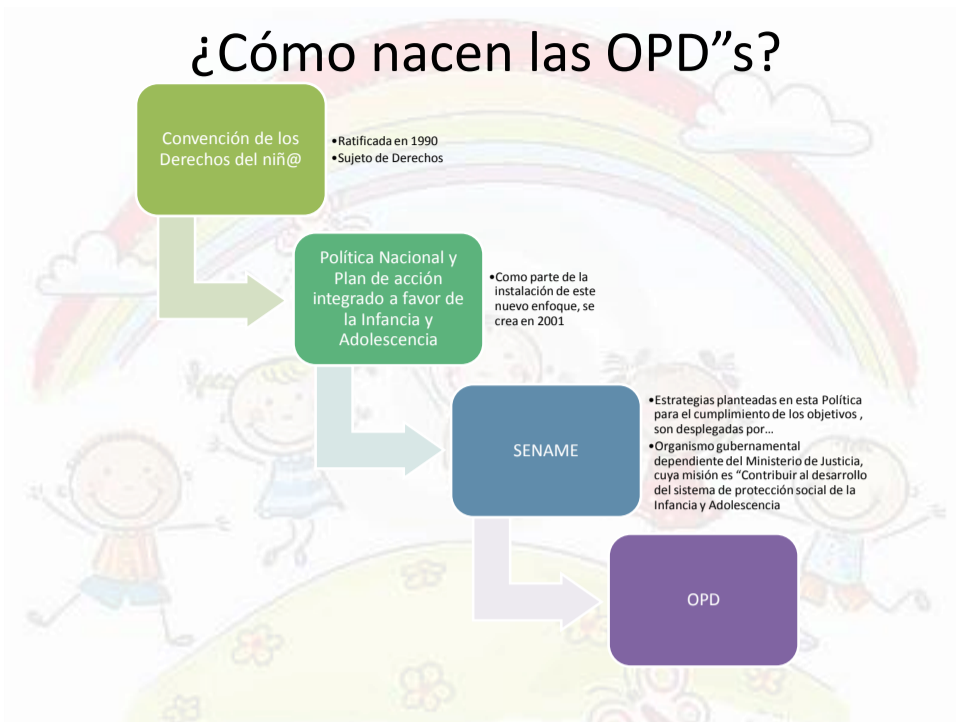 ¿Cómo nacen las OPD”s?
Convención de los
Derechos del niñ@
•Ratificada en 1990
•Sujeto de Derechos
Política Nacional y
Plan de acción
integrado a favor de
la Infancia y
Adolescencia
•Como parte de la
instalación de este
nuevo enfoque, se
crea en 2001
SENAME
•Estrategias planteadas en esta Política
para el cumplimiento de los objetivos ,
son desplegadas por…
•Organismo gubernamental
dependiente del Ministerio de Justicia,
cuya misión es “Contribuir al desarrollo
del sistema de protección social de la
Infancia y Adolescencia
OPD